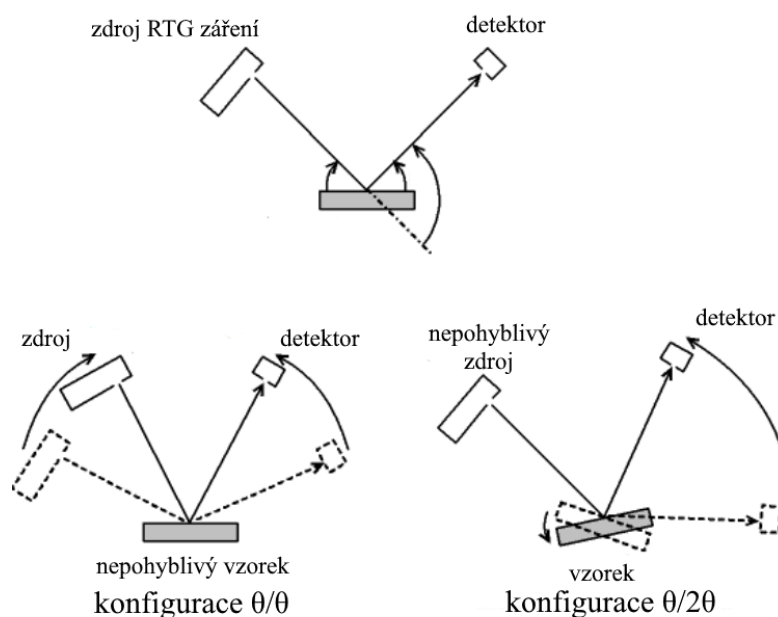 zdroj RTG záření
detektor
zdroj
detektor
nepohyblivý vzorek
konfigurace θ/θ
nepohyblivý
zdroj
detektor
vzorek
konfigurace θ/2θ